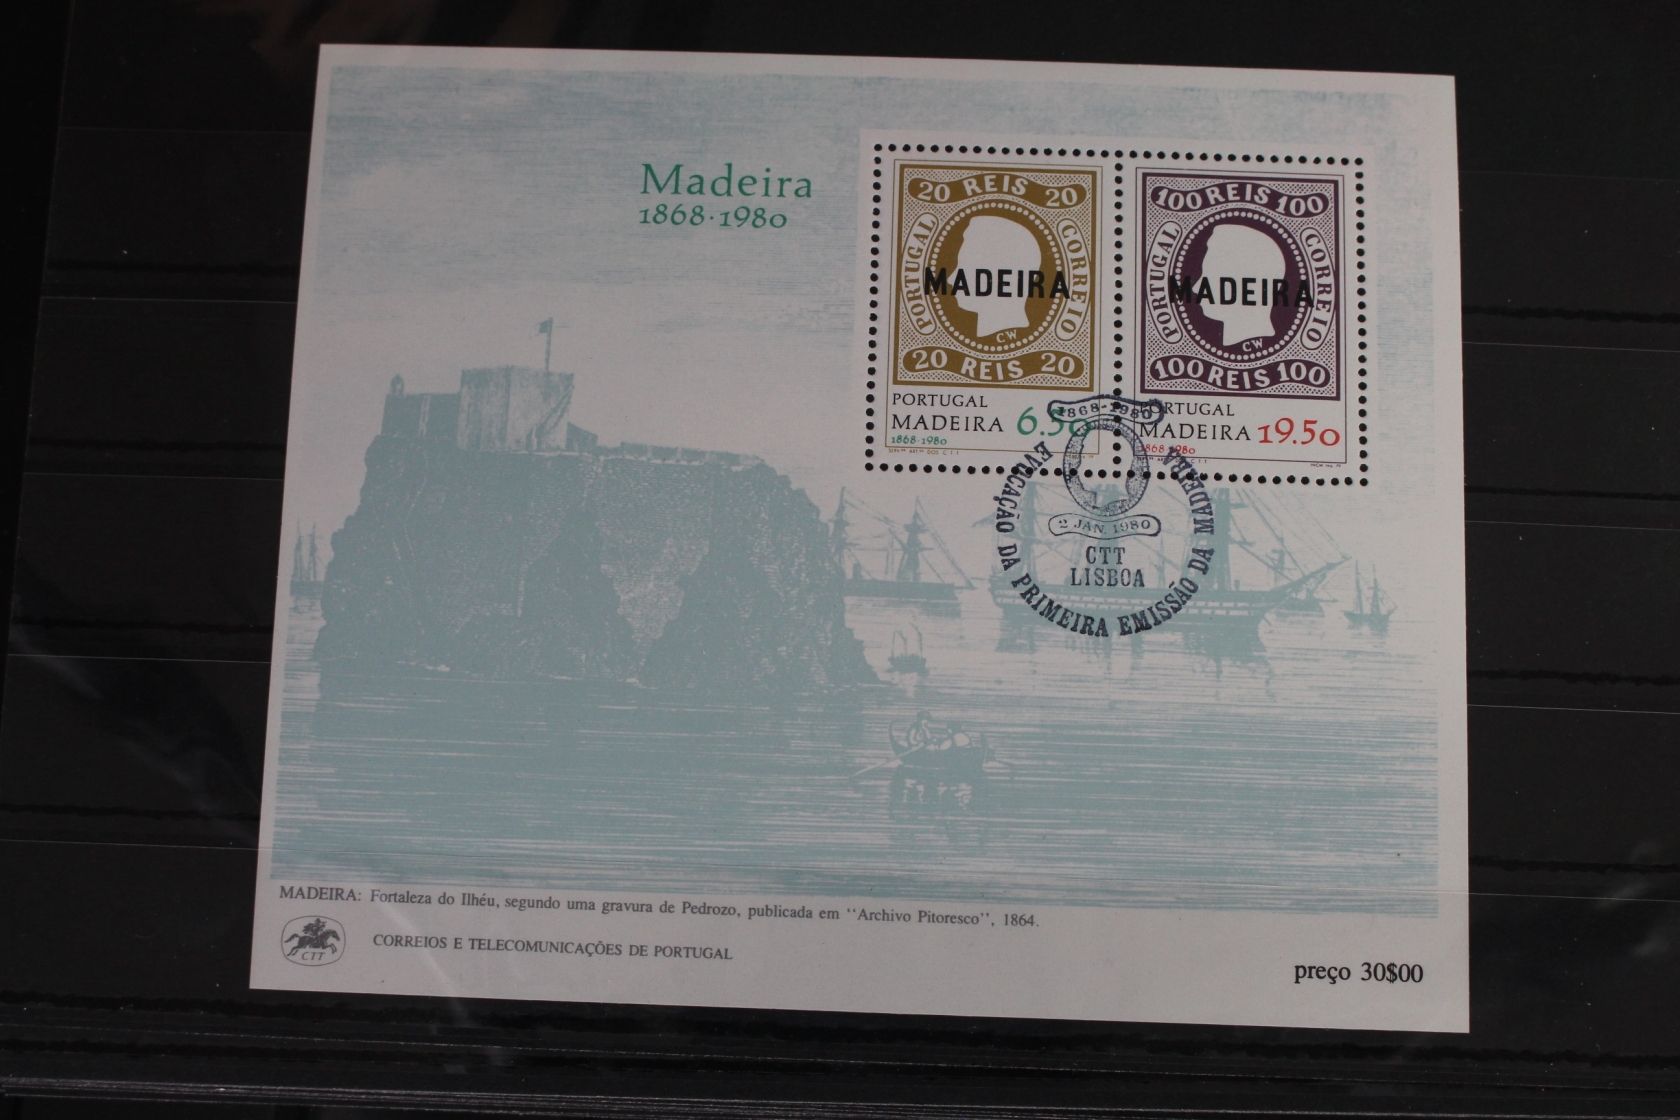 Madeira
1868·1980
20 REIS 20
PORTUGAL
CORREIO
MADEIRA
CW
20 REIS 20
PORTUGAL
MADEIRA 6.50
1868·1980
100 REIS 100
PORTUGAL
CORREIO
MADEIRA
CW
100 REIS 100
PORTUGAL
MADEIRA 19.50
1868·1980
1868-1980
2 JAN. 1980
CTT
LISBOA
EVOCAÇÃO DA PRIMEIRA EMISSÃO DA MADEIRA
MADEIRA: Fortaleza do Ilhéu, segundo uma gravura de Pedrozo, publicada em ''Archivo Pitoresco'', 1864.
CTT
CORREIOS E TELECOMUNICAÇÕES DE PORTUGAL
preço 30$00